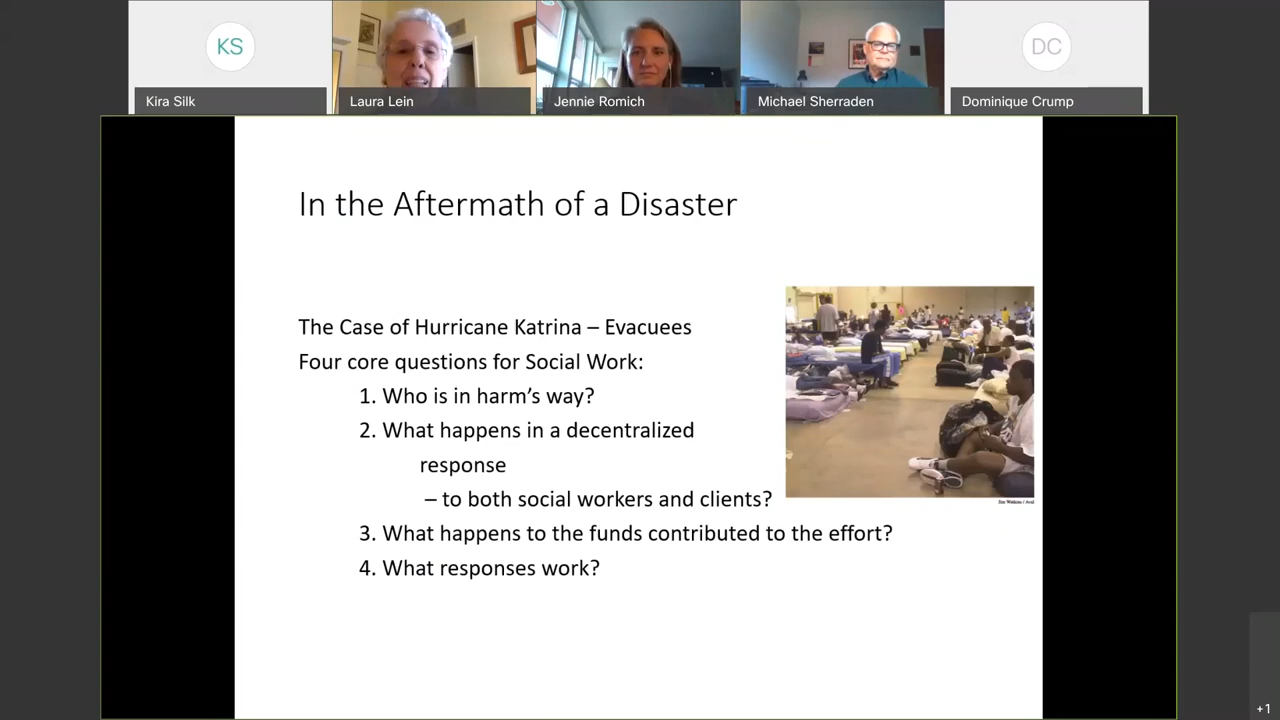 KS
DC
Kira Silk
Laura Lein
Jennie Romich
Michael Sherraden
Dominique Crump
In the Aftermath of a Disaster
The Case of Hurricane Katrina – Evacuees
Four core questions for Social Work:
1. Who is in harm's way?
2. What happens in a decentralized
response
– to both social workers and clients?
3. What happens to the funds contributed to the effort?
4. What responses work?
+1